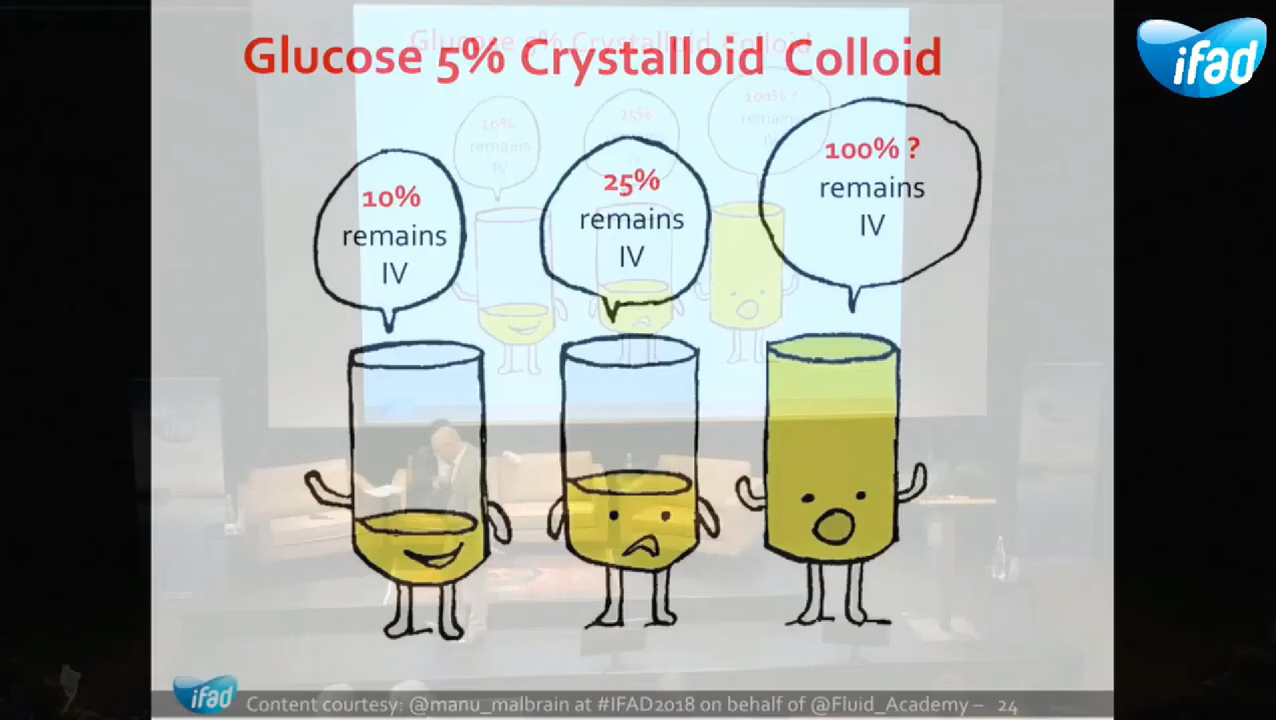 Glucose 5% Crystalloid Colloid
ifad
10%
remains
IV
25%
remains
IV
100% ?
remains
IV
ifad
Content courtesy: @manu_malbrain at #IFAD2018 on behalf of @Fluid_Academy – 24